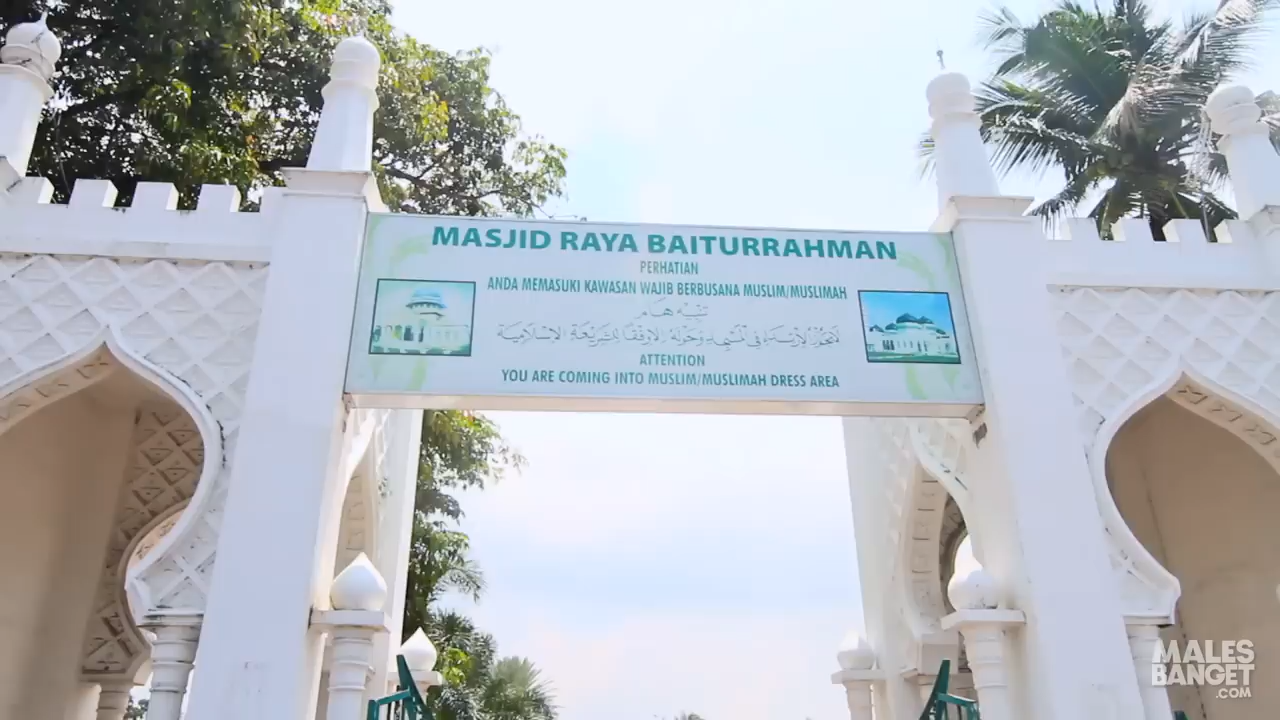 MASJID RAYA BAITURRAHMAN
PERHATIAN
ANDA MEMASUKI KAWASAN WAJIB BERBUSANA MUSLIM/MUSLIMAH
تنبيه هام
الإسلامية
ATTENTION
YOU ARE COMING INTO MUSLIM/MUSLIMAH DRESS AREA
MALES
BANGET
.COM